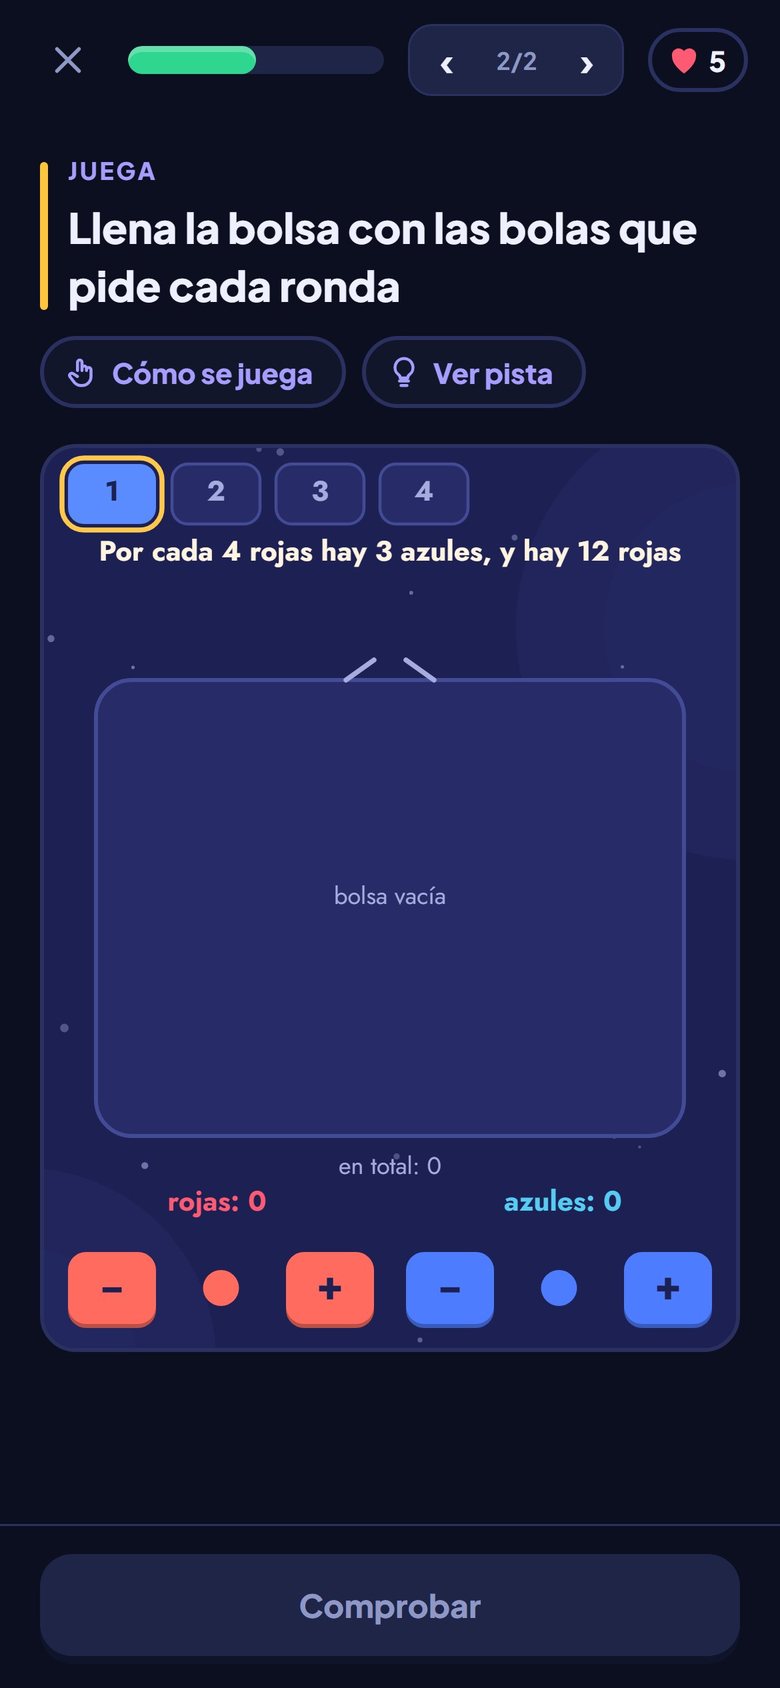 ‹ 2/2 › 5
JUEGA
Llena la bolsa con las bolas que
pide cada ronda
Cómo se juega Ver pista
1 2 3 4
Por cada 4 rojas hay 3 azules, y hay 12 rojas
bolsa vacía
en total: 0
rojas: 0 azules: 0
− + − +
Comprobar